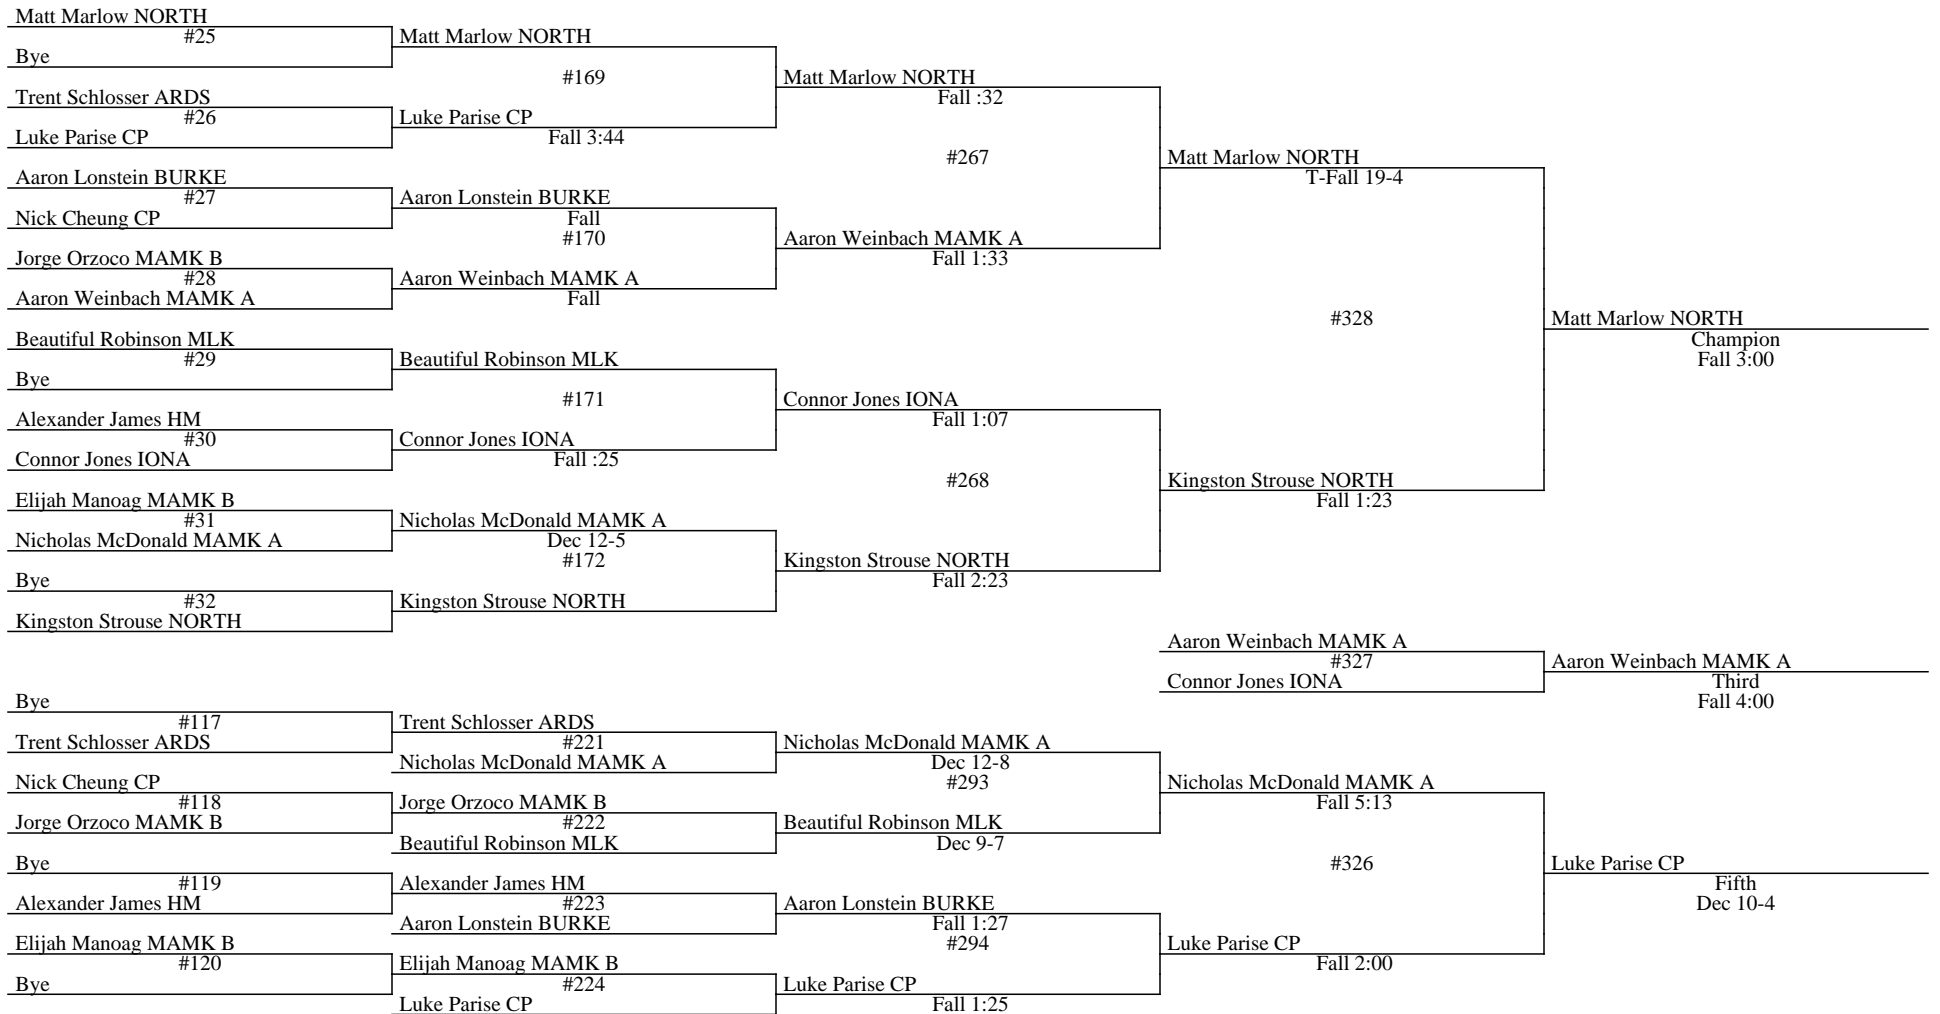 Matt Marlow NORTH
#25
Bye
Matt Marlow NORTH
#169
Trent Schlosser ARDS
#26
Luke Parise CP
Luke Parise CP
Fall 3:44
Matt Marlow NORTH
Fall :32
#267
Aaron Lonstein BURKE
#27
Nick Cheung CP
Aaron Lonstein BURKE
Fall
#170
Jorge Orzoco MAMK B
#28
Aaron Weinbach MAMK A
Aaron Weinbach MAMK A
Fall
Aaron Weinbach MAMK A
Fall 1:33
Matt Marlow NORTH
T-Fall 19-4
#328
Beautiful Robinson MLK
#29
Bye
Beautiful Robinson MLK
#171
Alexander James HM
#30
Connor Jones IONA
Connor Jones IONA
Fall :25
Connor Jones IONA
Fall 1:07
#268
Elijah Manoag MAMK B
#31
Nicholas McDonald MAMK A
Nicholas McDonald MAMK A
Dec 12-5
#172
Bye
#32
Kingston Strouse NORTH
Kingston Strouse NORTH
Kingston Strouse NORTH
Fall 2:23
Kingston Strouse NORTH
Fall 1:23
Matt Marlow NORTH
Champion
Fall 3:00
Aaron Weinbach MAMK A
#327
Connor Jones IONA
Aaron Weinbach MAMK A
Third
Fall 4:00
Bye
#117
Trent Schlosser ARDS
Trent Schlosser ARDS
#221
Nicholas McDonald MAMK A
Nicholas McDonald MAMK A
Dec 12-8
#293
Nick Cheung CP
#118
Jorge Orzoco MAMK B
Jorge Orzoco MAMK B
#222
Beautiful Robinson MLK
Beautiful Robinson MLK
Dec 9-7
Nicholas McDonald MAMK A
Fall 5:13
#326
Bye
#119
Alexander James HM
Alexander James HM
#223
Aaron Lonstein BURKE
Aaron Lonstein BURKE
Fall 1:27
#294
Elijah Manoag MAMK B
#120
Bye
Elijah Manoag MAMK B
#224
Luke Parise CP
Luke Parise CP
Fall 1:25
Luke Parise CP
Fall 2:00
Luke Parise CP
Fifth
Dec 10-4